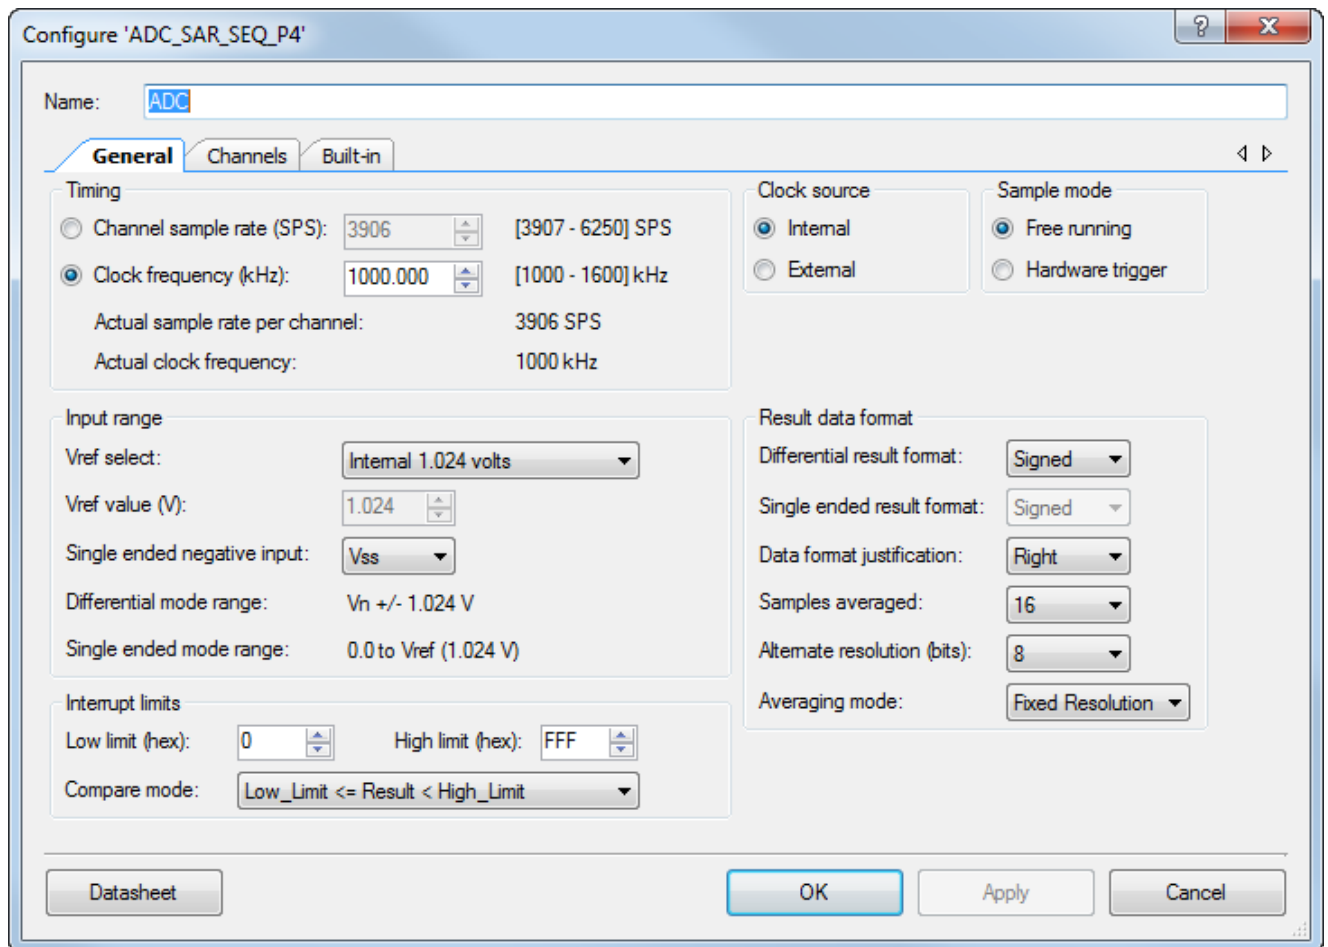 Configure 'ADC_SAR_SEQ_P4'
Name: ADC
General Channels Built-in
Timing
Channel sample rate (SPS): 3906 [3907 - 6250] SPS
Clock frequency (kHz): 1000.000 [1000 - 1600] kHz
Actual sample rate per channel: 3906 SPS
Actual clock frequency: 1000 kHz
Clock source
Internal
External
Sample mode
Free running
Hardware trigger
Input range
Vref select: Internal 1.024 volts
Vref value (V): 1.024
Single ended negative input: Vss
Differential mode range: Vn +/- 1.024 V
Single ended mode range: 0.0 to Vref (1.024 V)
Result data format
Differential result format: Signed
Single ended result format: Signed
Data format justification: Right
Samples averaged: 16
Alternate resolution (bits): 8
Averaging mode: Fixed Resolution
Interrupt limits
Low limit (hex): 0 High limit (hex): FFF
Compare mode: Low_Limit <= Result < High_Limit
Datasheet OK Apply Cancel